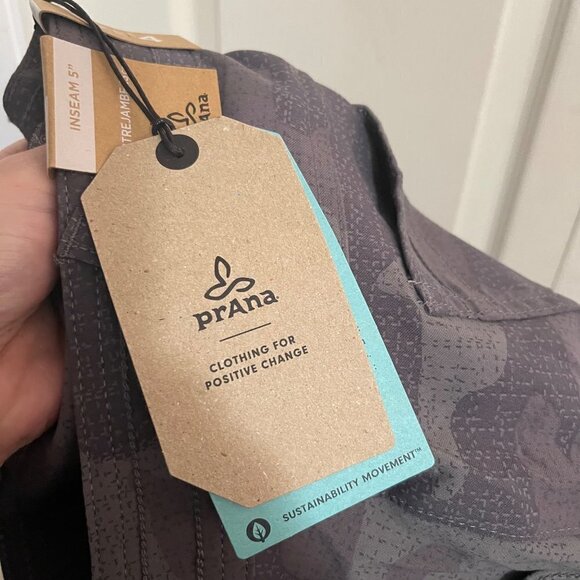 INSEAM 5"
prAna
CLOTHING FOR
POSITIVE CHANGE
SUSTAINABILITY MOVEMENT™